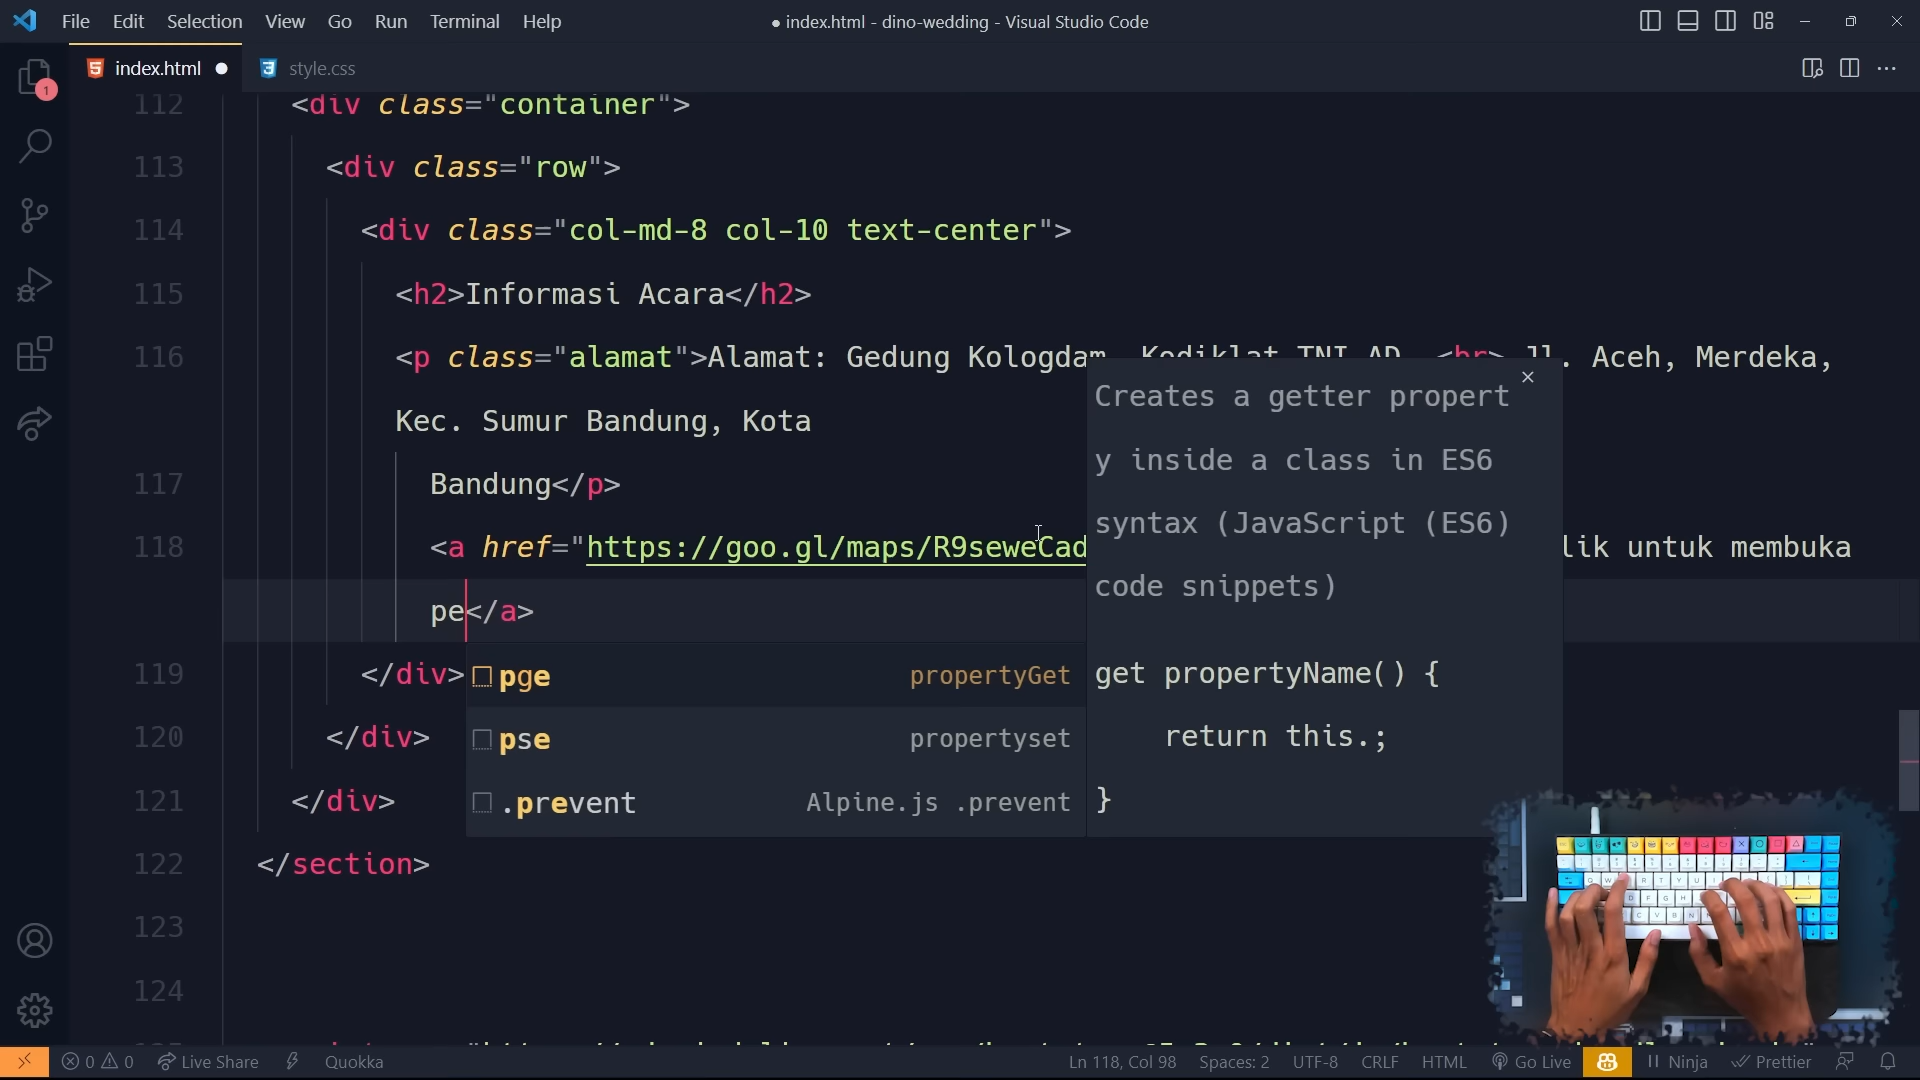 File Edit Selection View Go Run Terminal Help
● index.html - dino-wedding - Visual Studio Code
index.html ●
style.css
112 <div class="container">
113 <div class="row">
114 <div class="col-md-8 col-10 text-center">
115 <h2>Informasi Acara</h2>
116 <p class="alamat">Alamat: Gedung Kologdam, Kodiklat TNI AD, <br> Jl. Aceh, Merdeka,
Kec. Sumur Bandung, Kota
117 Bandung</p>
118 <a href="https://goo.gl/maps/R9seweCad
lik untuk membuka
pe</a>
119 </div>
120 </div>
121 </div>
122 </section>
123
124
pge propertyGet
pse propertyset
.prevent Alpine.js .prevent
Creates a getter propert
y inside a class in ES6
syntax (JavaScript (ES6)
code snippets)
get propertyName() {
return this.;
}
1
0 0 Live Share Quokka
Ln 118, Col 98 Spaces: 2 UTF-8 CRLF HTML Go Live Ninja Prettier